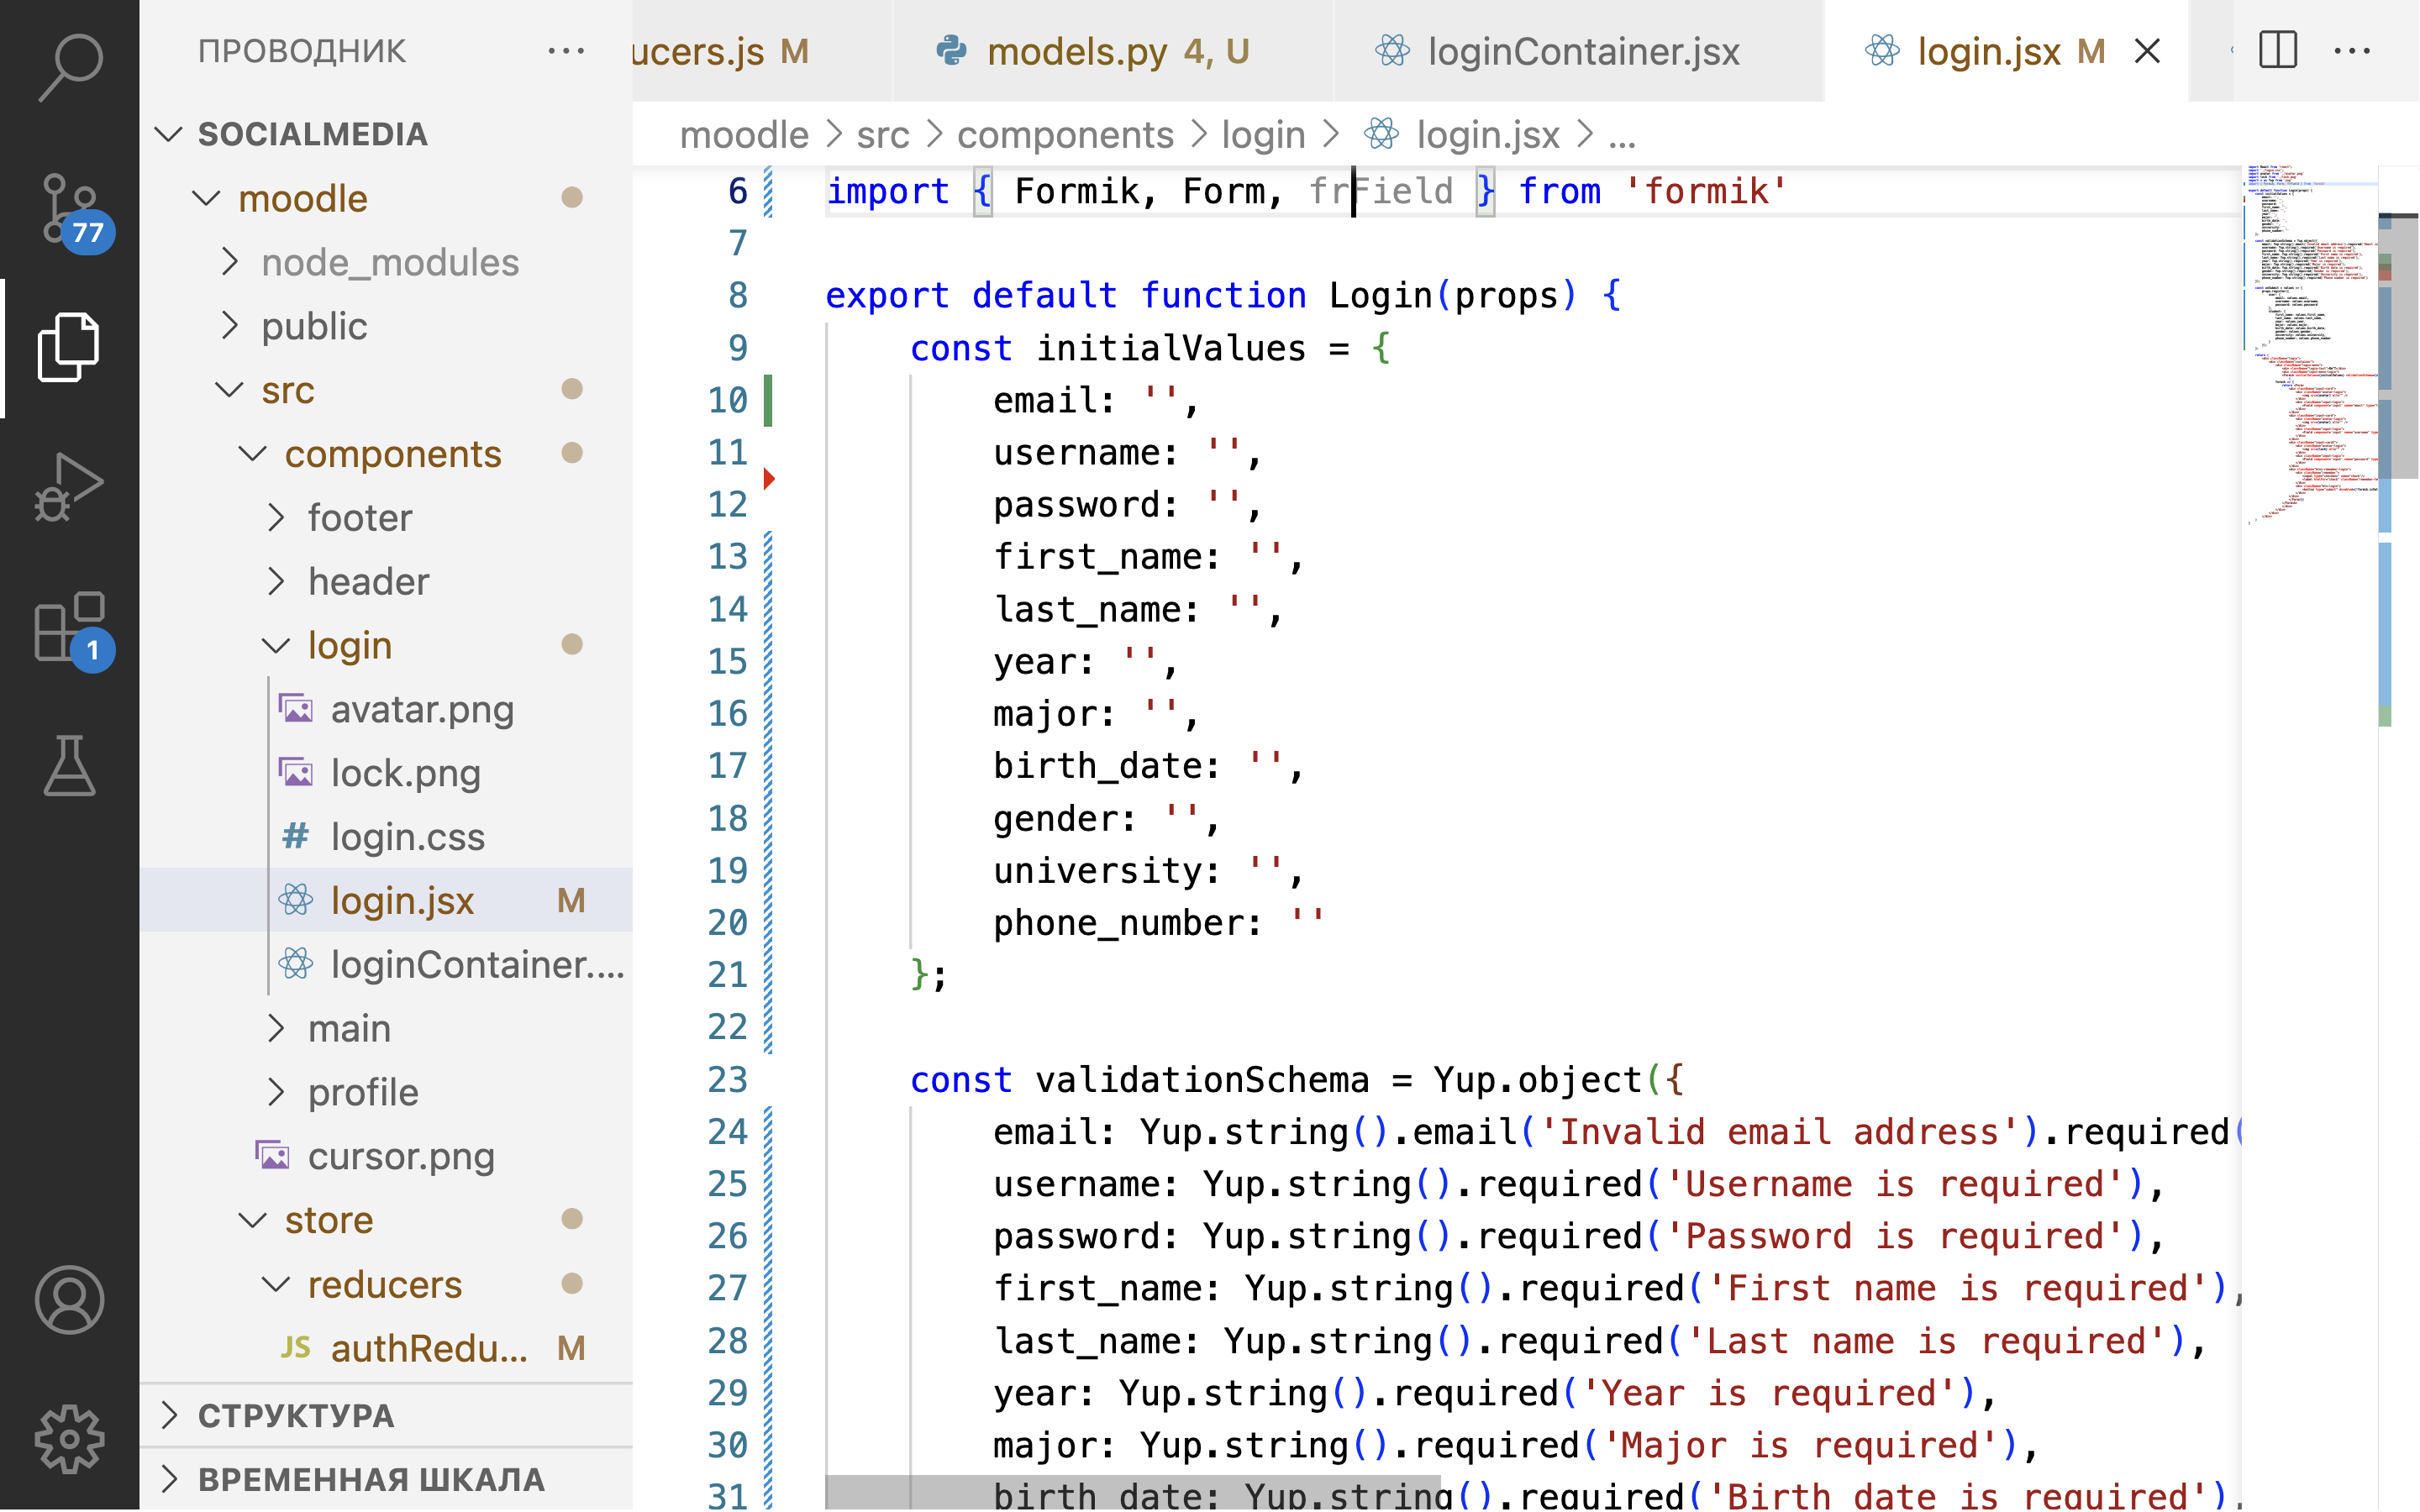 ПРОВОДНИК
SOCIALMEDIA
moodle
node_modules
public
src
components
footer
header
login
avatar.png
lock.png
login.css
login.jsx M
loginContainer....
main
profile
cursor.png
store
reducers
authRedu... M
СТРУКТУРА
ВРЕМЕННАЯ ШКАЛА
77
1
ucers.js M
models.py 4, U
loginContainer.jsx
login.jsx M
moodle > src > components > login > login.jsx > ...
6 import { Formik, Form, frField } from 'formik'
7
8 export default function Login(props) {
9 const initialValues = {
10 email: '',
11 username: '',
12 password: '',
13 first_name: '',
14 last_name: '',
15 year: '',
16 major: '',
17 birth_date: '',
18 gender: '',
19 university: '',
20 phone_number: ''
21 };
22
23 const validationSchema = Yup.object({
24 email: Yup.string().email('Invalid email address').required(
25 username: Yup.string().required('Username is required'),
26 password: Yup.string().required('Password is required'),
27 first_name: Yup.string().required('First name is required'),
28 last_name: Yup.string().required('Last name is required'),
29 year: Yup.string().required('Year is required'),
30 major: Yup.string().required('Major is required'),
31 birth_date: Yup.string().required('Birth date is required'),